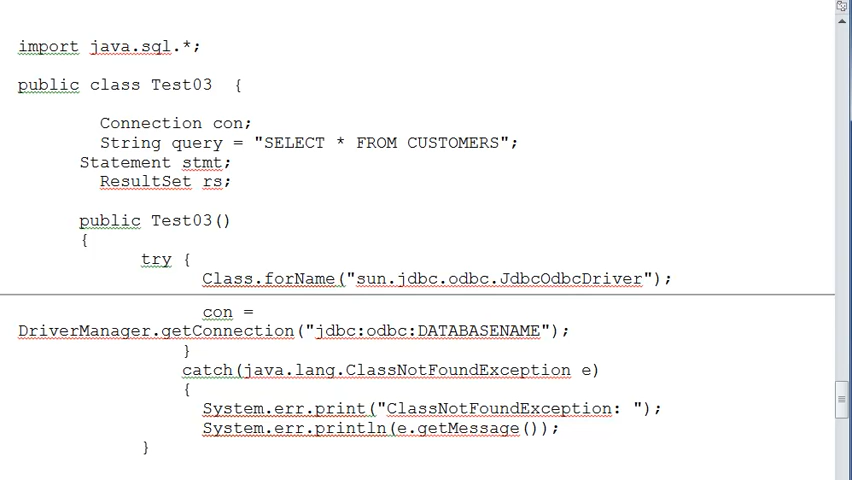 import java.sql.*;
public class Test03  {
Connection con;
String query = "SELECT * FROM CUSTOMERS";
Statement stmt;
ResultSet rs;
public Test03()
{
try {
Class.forName("sun.jdbc.odbc.JdbcOdbcDriver");
con =
DriverManager.getConnection("jdbc:odbc:DATABASENAME");
}
catch(java.lang.ClassNotFoundException e)
{
System.err.print("ClassNotFoundException: ");
System.err.println(e.getMessage());
}